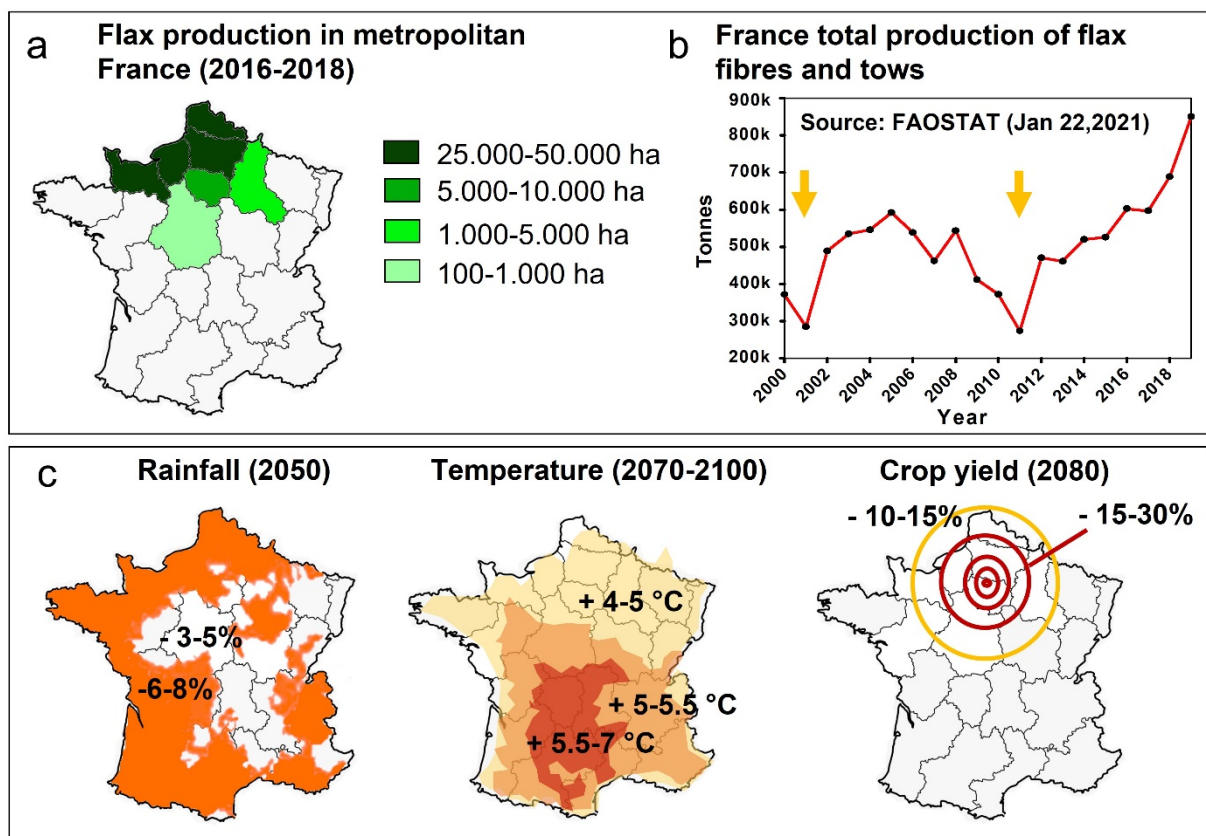 a
Flax production in metropolitan
France (2016-2018)
25.000-50.000 ha
5.000-10.000 ha
1.000-5.000 ha
100-1.000 ha
b
France total production of flax
fibres and tows
Source: FAOSTAT (Jan 22,2021)
900k
800k
700k
600k
500k
400k
300k
200k
Tonnes
2000
2002
2004
2006
2008
2010
2012
2014
2016
2018
Year
c
Rainfall (2050)
- 3-5%
-6-8%
Temperature (2070-2100)
+ 4-5 °C
+ 5-5.5 °C
+ 5.5-7 °C
Crop yield (2080)
- 10-15%
- 15-30%